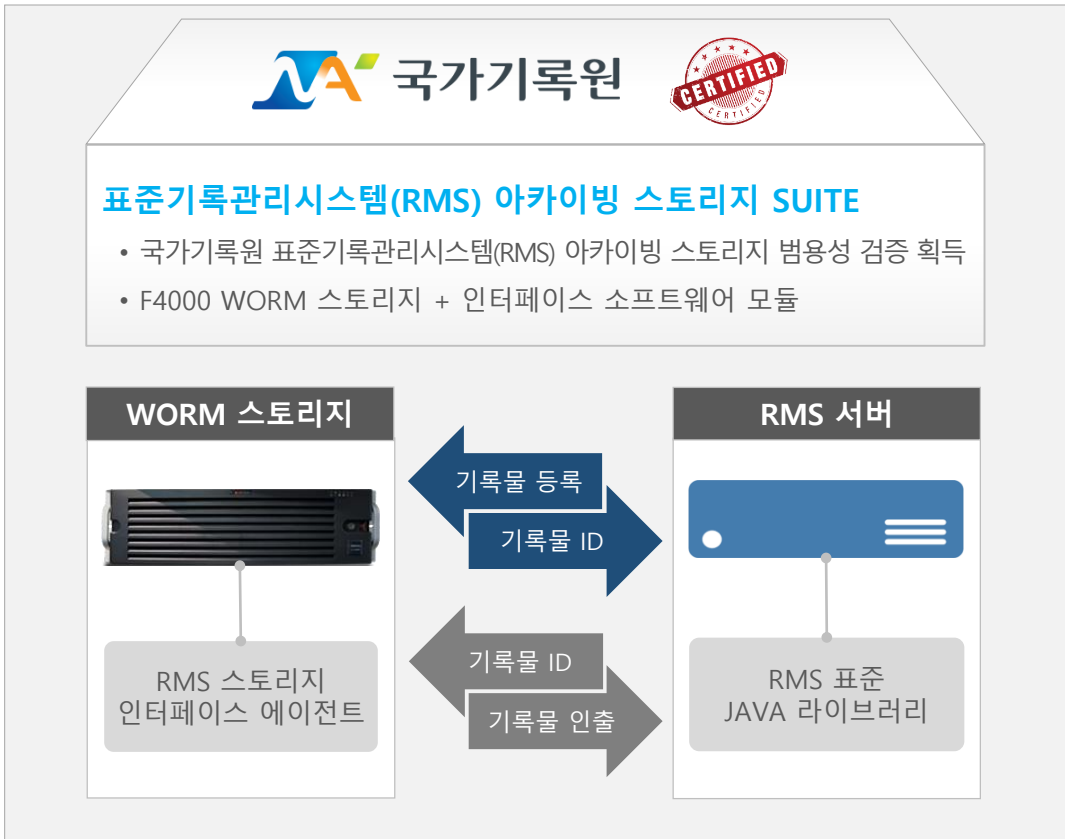 국가기록원
CERTIFIED
CERTIFIED
표준기록관리시스템(RMS) 아카이빙 스토리지 SUITE
• 국가기록원 표준기록관리시스템(RMS) 아카이빙 스토리지 범용성 검증 획득
• F4000 WORM 스토리지 + 인터페이스 소프트웨어 모듈
WORM 스토리지
RMS 서버
기록물 등록
기록물 ID
기록물 ID
기록물 인출
RMS 스토리지
인터페이스 에이전트
RMS 표준
JAVA 라이브러리